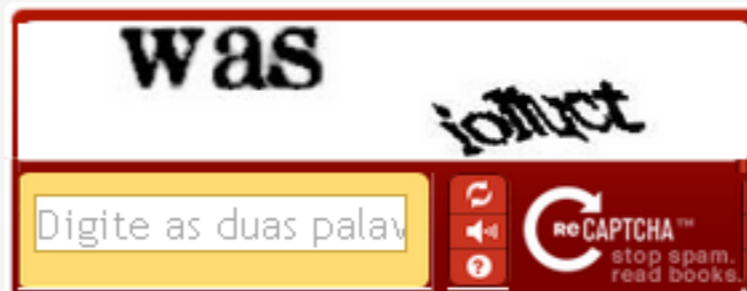 was
Digite as duas palav
reCAPTCHA™
stop spam.
read books.